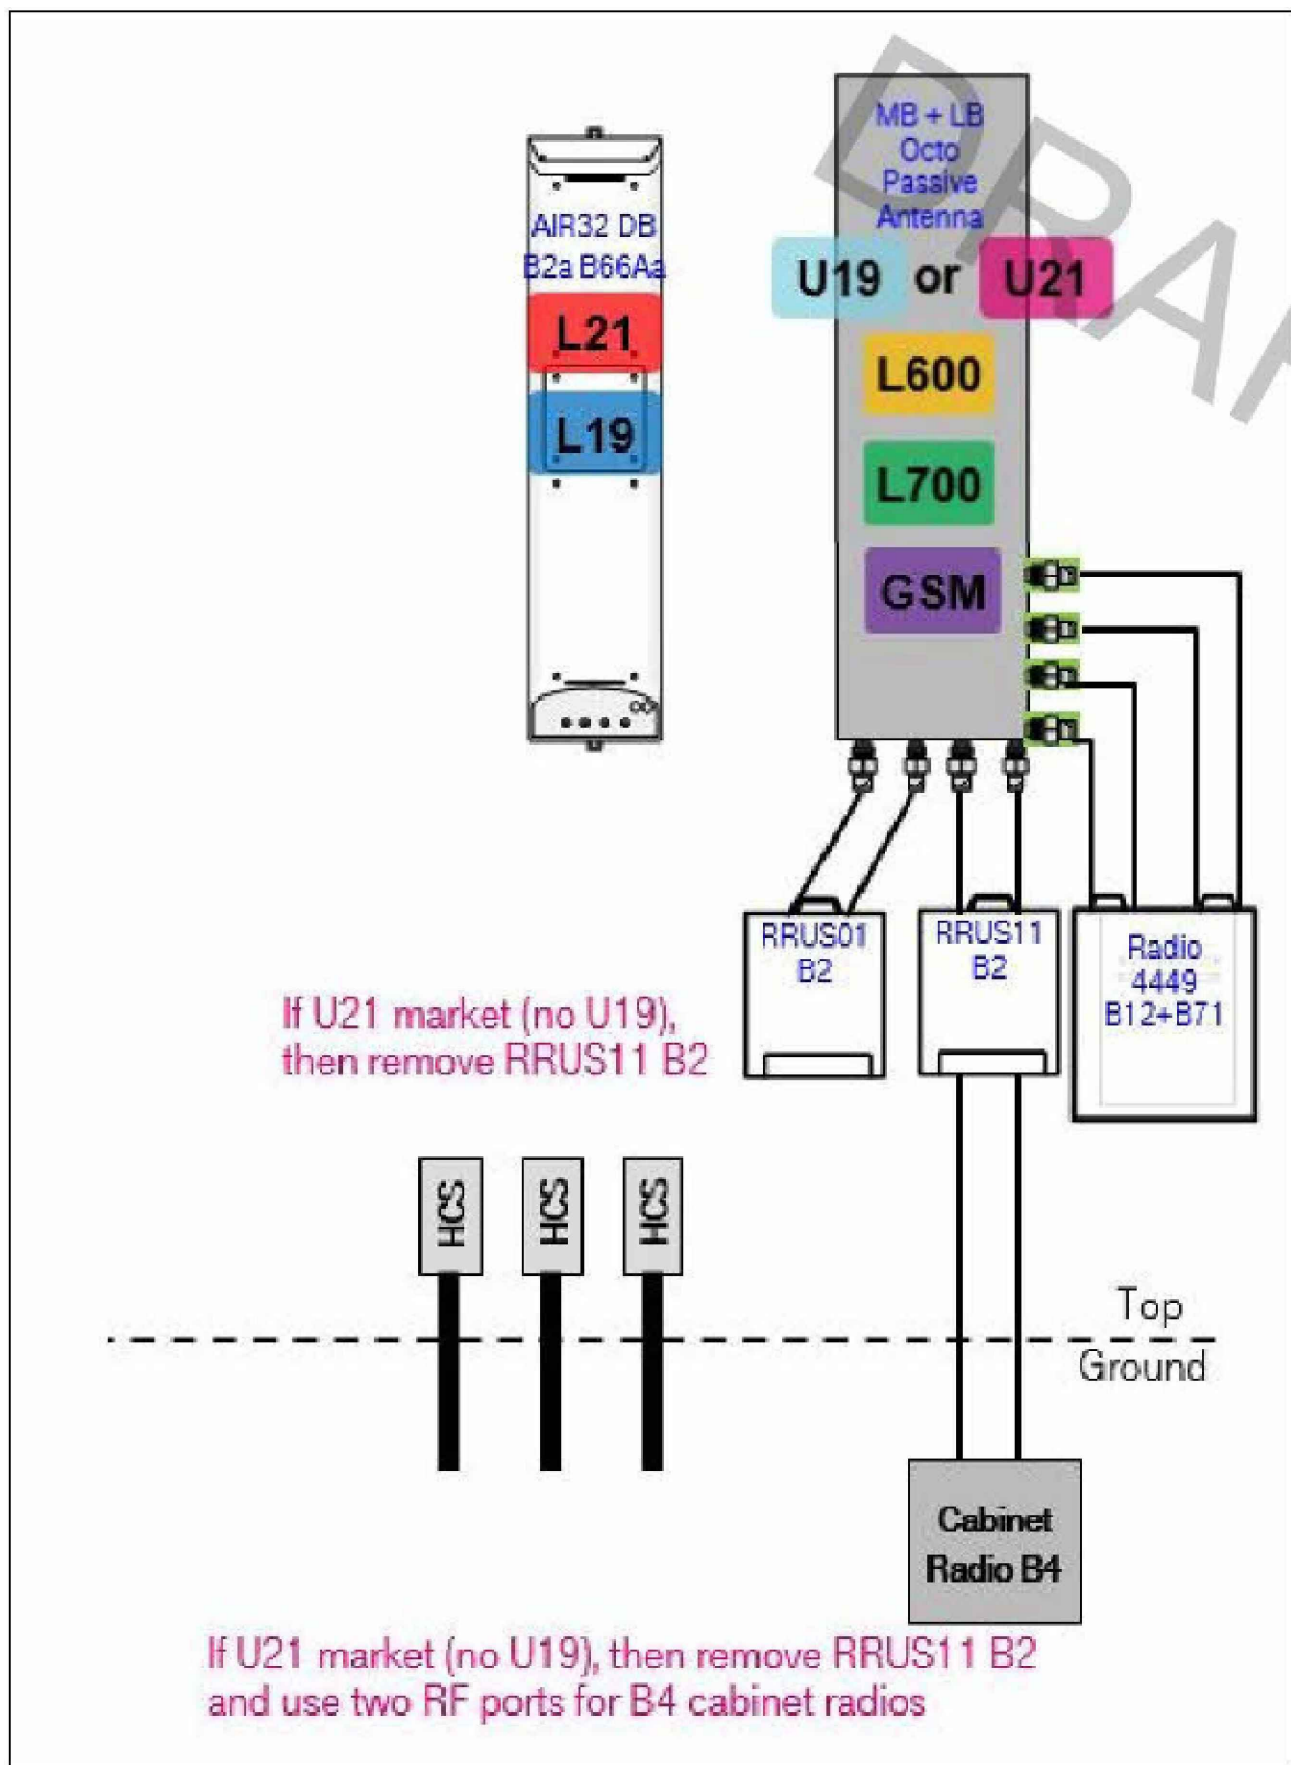 DRAF
MB + LB
Octo
Passive
Antenna
AIR32 DB
B2a B66Aa
U19 or U21
L21
L600
L19
L700
GSM
RRUS01
B2
RRUS11
B2
Radio
4449
B12+B71
If U21 market (no U19),
then remove RRUS11 B2
HCS
HCS
HCS
Top
Ground
Cabinet
Radio B4
If U21 market (no U19), then remove RRUS11 B2
and use two RF ports for B4 cabinet radios